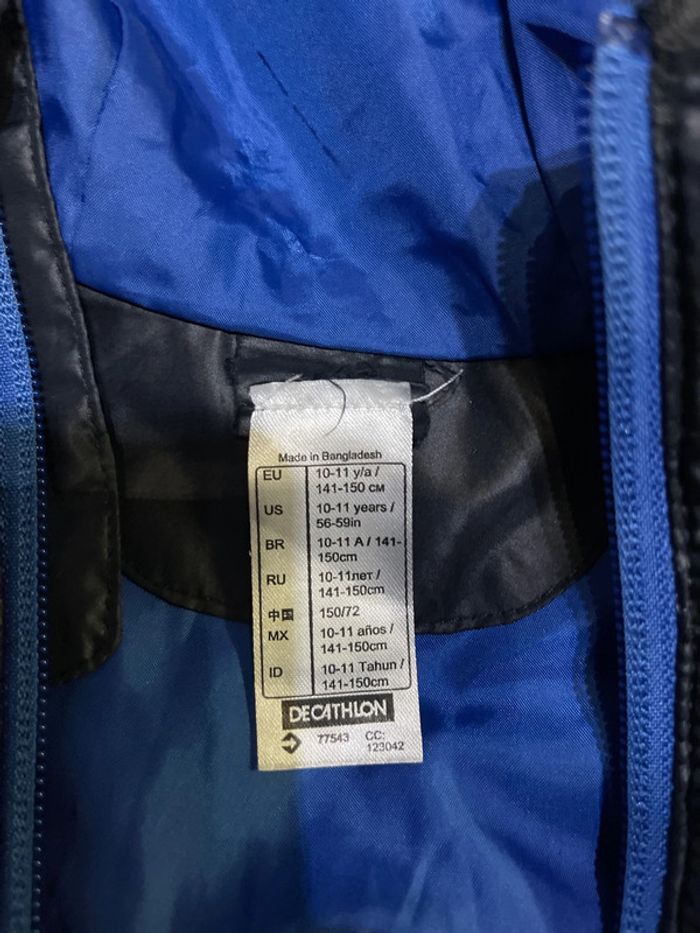 Made in Bangladesh
EU 10-11 y/a /
141-150 см
US 10-11 years /
56-59in
BR 10-11 A / 141-
150cm
RU 10-11лет /
141-150cm
中国 150/72
MX 10-11 años /
141-150cm
ID 10-11 Tahun /
141-150cm
DECATHLON
77543 CC:
123042